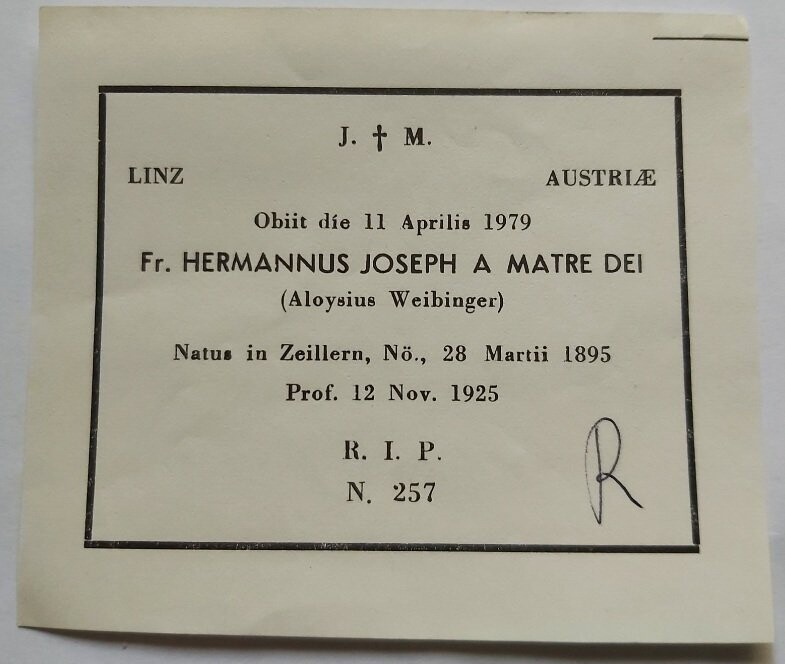 J. † M.
LINZ AUSTRIÆ
Obiit díe 11 Aprilis 1979
Fr. HERMANNUS JOSEPH A MATRE DEI
(Aloysius Weibinger)
Natus in Zeillern, Nö., 28 Martii 1895
Prof. 12 Nov. 1925
R. I. P.
N. 257
R